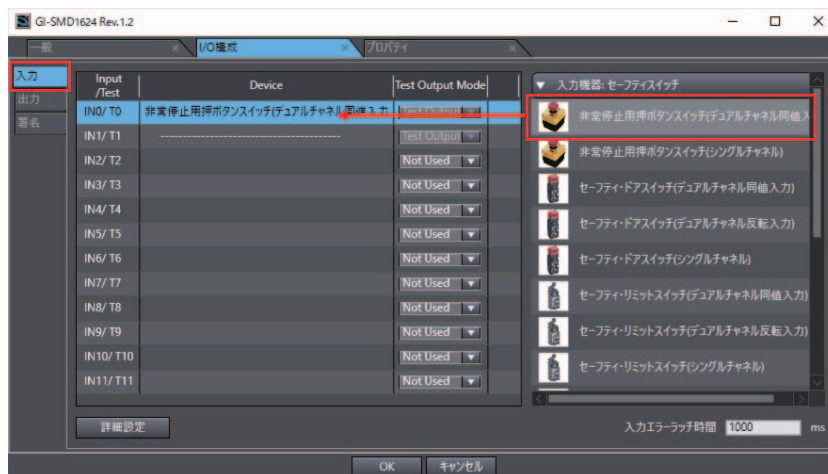 GI-SMD1624 Rev.1.2
一般
I/O構成
プロパティ
入力
出力
署名
Input
/Test
Device
Test Output Mode
IN0/ T0 非常停止用押ボタンスイッチ(デュアルチャネル同値入力
IN1/ T1 Test Output
IN2/ T2 Not Used
IN3/ T3 Not Used
IN4/ T4 Not Used
IN5/ T5 Not Used
IN6/ T6 Not Used
IN7/ T7 Not Used
IN8/ T8 Not Used
IN9/ T9 Not Used
IN10/ T10 Not Used
IN11/ T11 Not Used
詳細設定
入力機器: セーフティスイッチ
非常停止用押ボタンスイッチ(デュアルチャネル同値入
非常停止用押ボタンスイッチ(シングルチャネル)
セーフティ・ドアスイッチ(デュアルチャネル同値入力)
セーフティ・ドアスイッチ(デュアルチャネル反転入力)
セーフティ・ドアスイッチ(シングルチャネル)
セーフティ・リミットスイッチ(デュアルチャネル同値入力)
セーフティ・リミットスイッチ(デュアルチャネル反転入力)
セーフティ・リミットスイッチ(シングルチャネル)
入力エラーラッチ時間 1000 ms
OK キャンセル